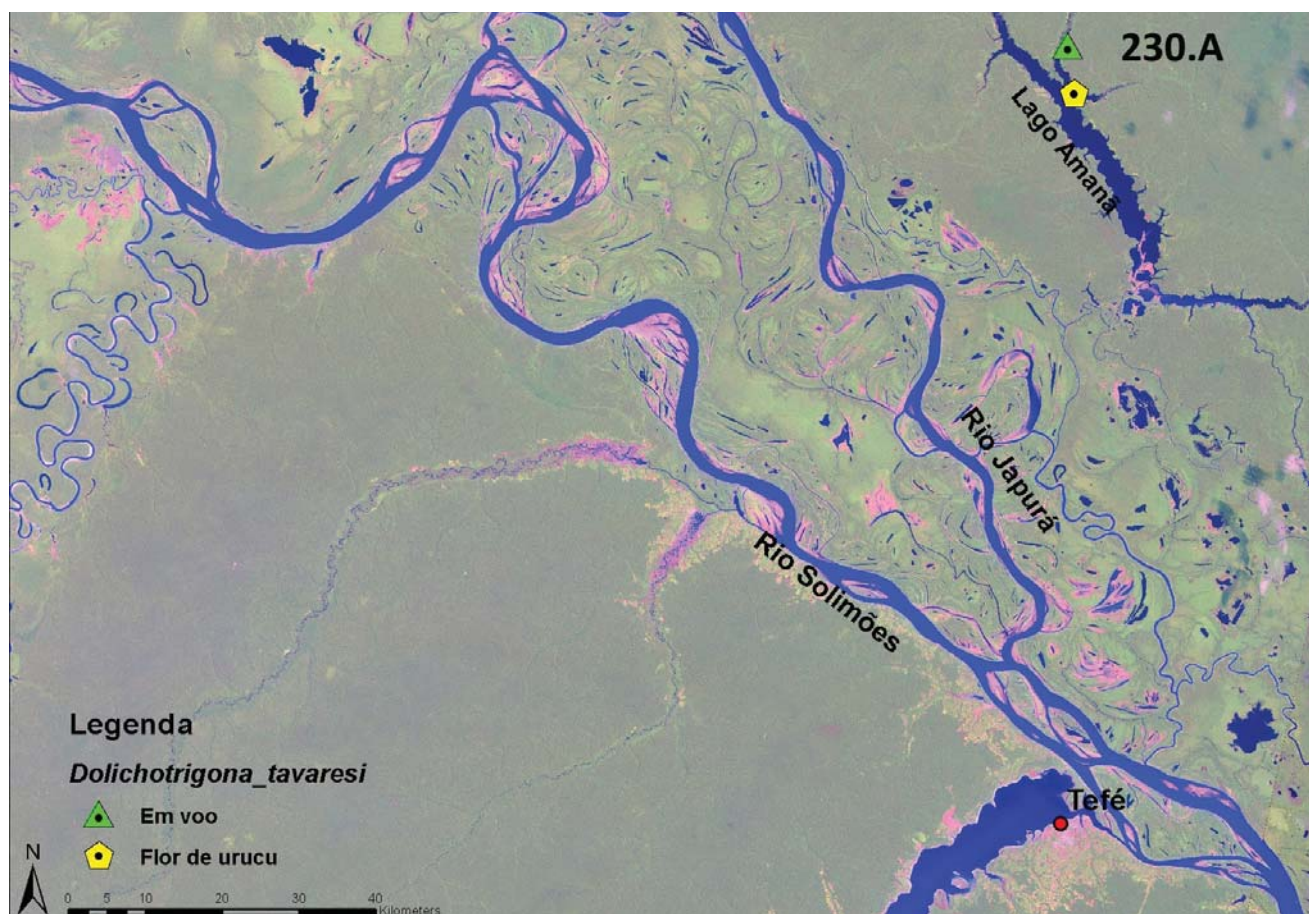 230.A
Lago Amanã
Rio Japurá
Rio Solimões
Tefé
Legenda
Dolichotrigona_tavaresi
Em voo
Flor de urucu
N
0 5 10 20 30 40
Kilometers